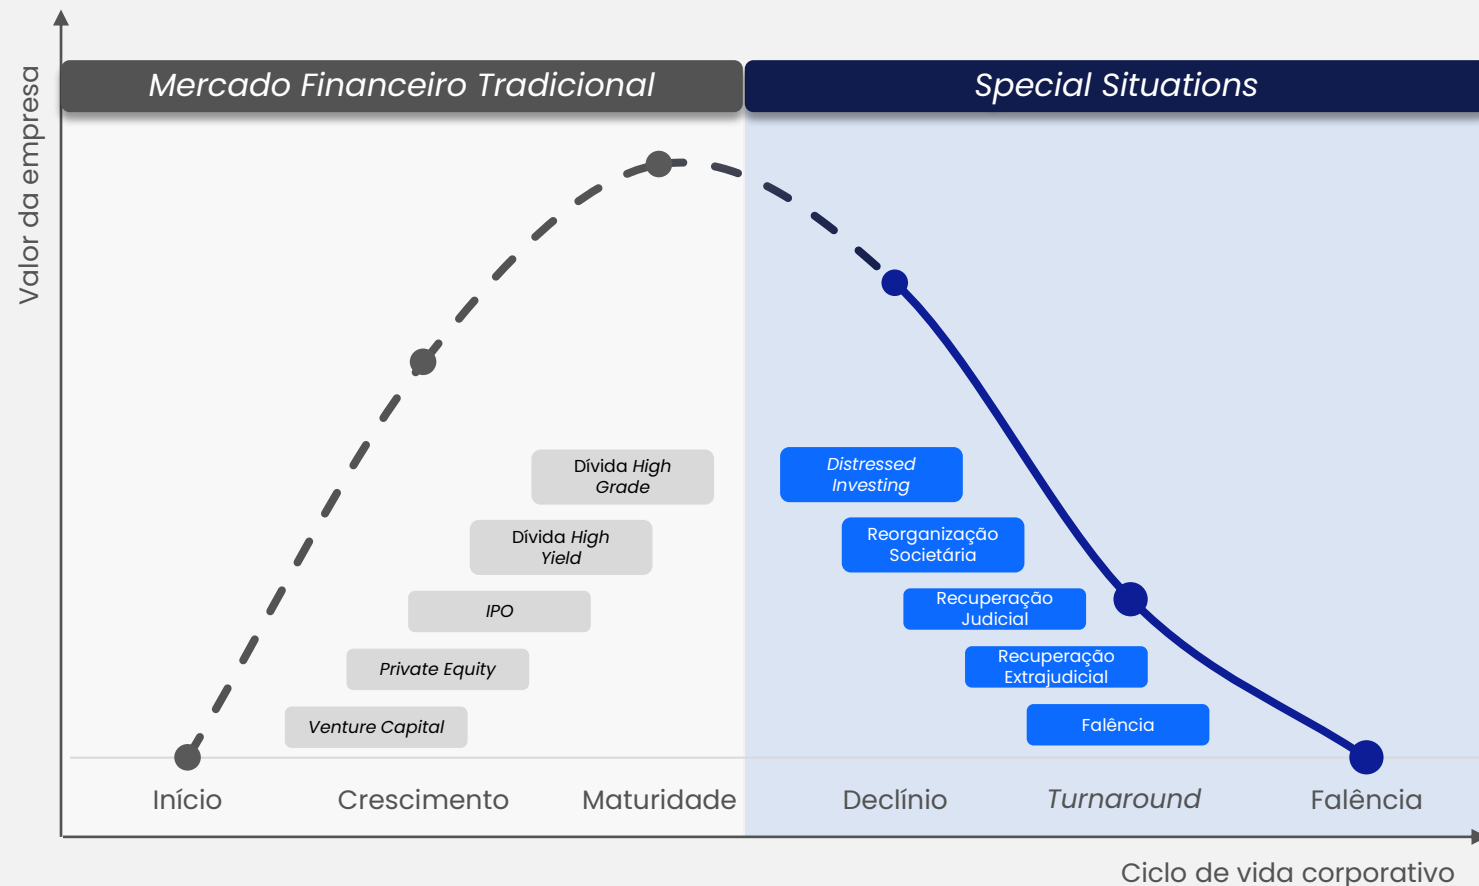 Mercado Financeiro Tradicional
Special Situations
Valor da empresa
Dívida High
Grade
Dívida High
Yield
IPO
Private Equity
Venture Capital
Distressed
Investing
Reorganização
Societária
Recuperação
Judicial
Recuperação
Extrajudicial
Falência
Início
Crescimento
Maturidade
Declínio
Turnaround
Falência
Ciclo de vida corporativo